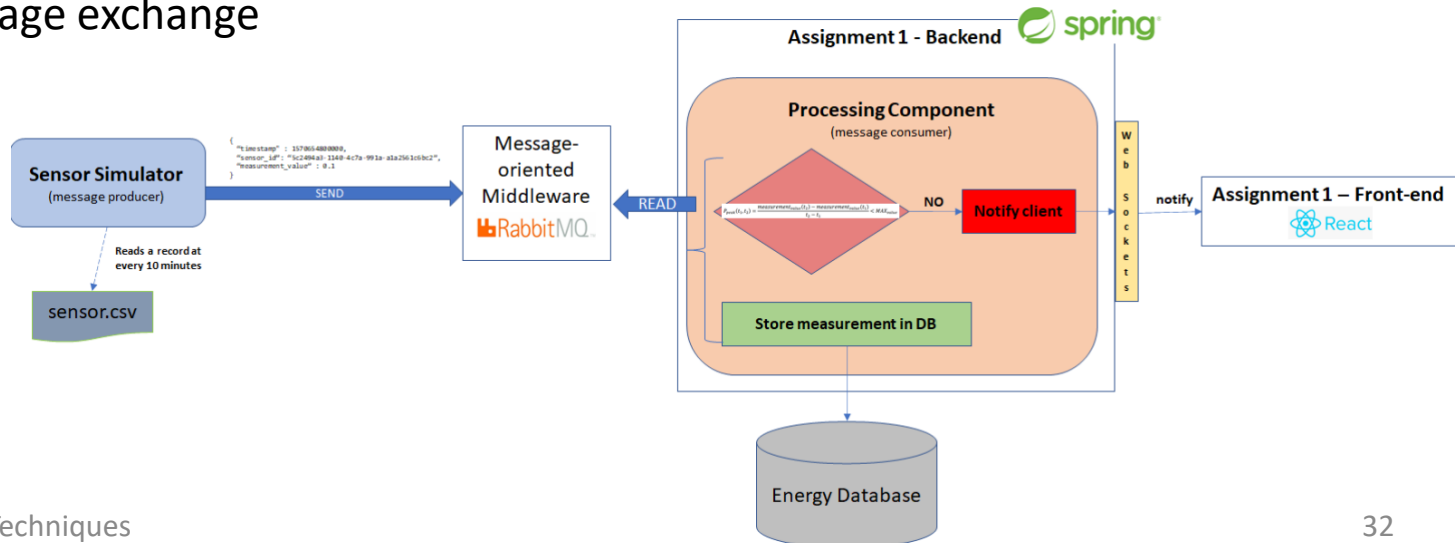 age exchange
Assignment 1 - Backend
spring
Processing Component
(message consumer)
Sensor Simulator
(message producer)
{
"timestamp" : 1570654800000,
"sensor_id": "5c2494a3-1140-4c7a-991a-a1a2561c6bc2",
"measurement_value" : 0.1
}
SEND
Message-
oriented
Middleware
RabbitMQ
READ
NO
Notify client
Web Sockets
notify
Assignment 1 – Front-end
React
Reads a record at
every 10 minutes
sensor.csv
Store measurement in DB
Energy Database
echniques
32